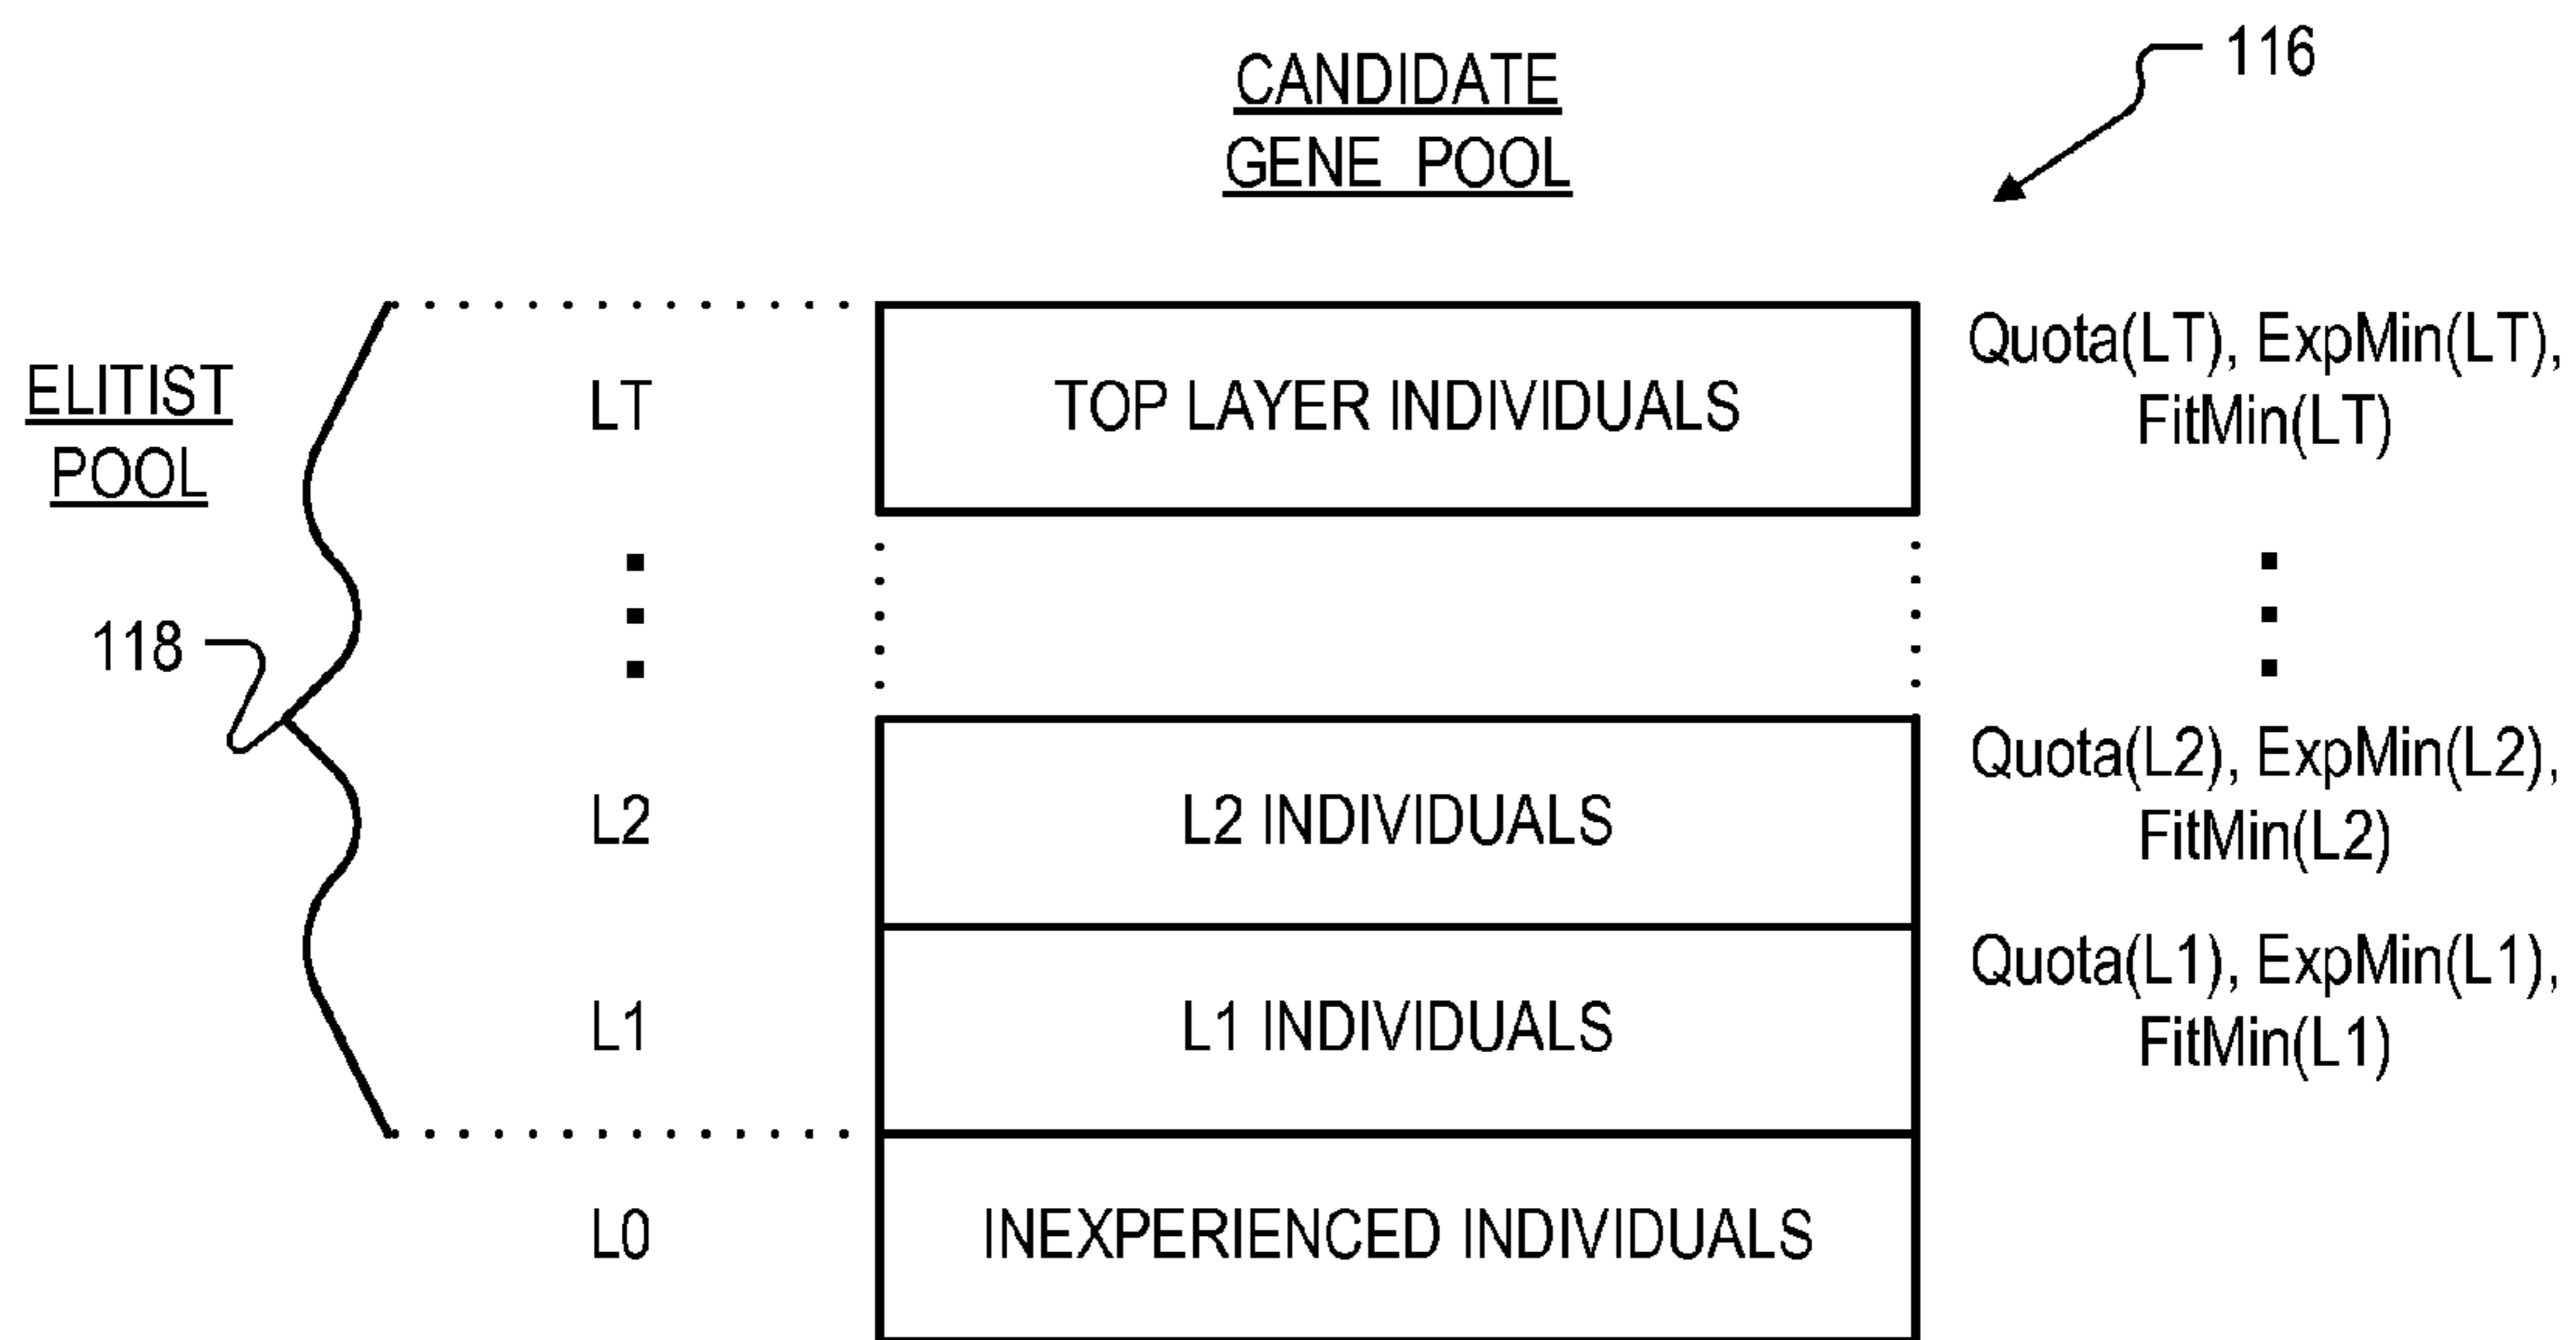 116
CANDIDATE
GENE POOL
ELITIST
POOL
LT
TOP LAYER INDIVIDUALS
Quota(LT), ExpMin(LT),
FitMin(LT)
118
L2
L2 INDIVIDUALS
Quota(L2), ExpMin(L2),
FitMin(L2)
L1
L1 INDIVIDUALS
Quota(L1), ExpMin(L1),
FitMin(L1)
L0
INEXPERIENCED INDIVIDUALS